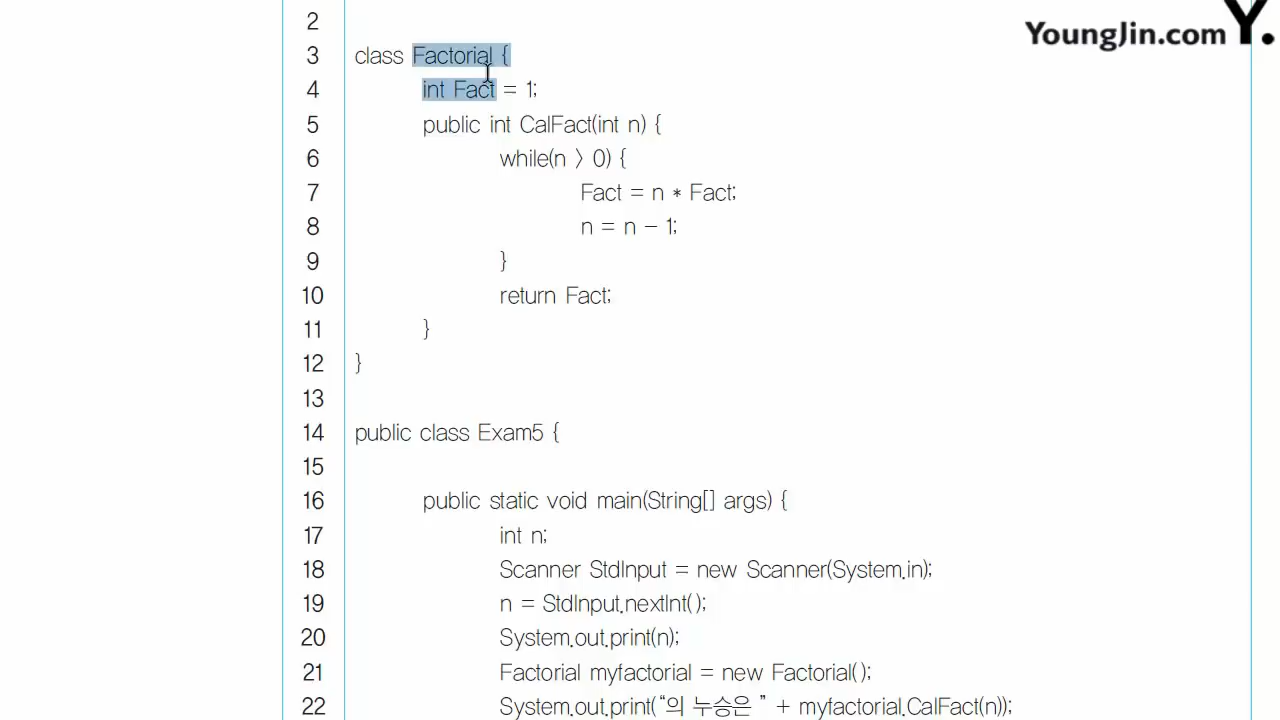 YoungJin.com Y.
2
3 class Factorial {
4 int Fact = 1;
5 public int CalFact(int n) {
6 while(n > 0) {
7 Fact = n * Fact;
8 n = n - 1;
9 }
10 return Fact;
11 }
12 }
13
14 public class Exam5 {
15
16 public static void main(String[] args) {
17 int n;
18 Scanner StdInput = new Scanner(System.in);
19 n = StdInput.nextInt();
20 System.out.print(n);
21 Factorial myfactorial = new Factorial();
22 System.out.print("의 누승은 " + myfactorial.CalFact(n));